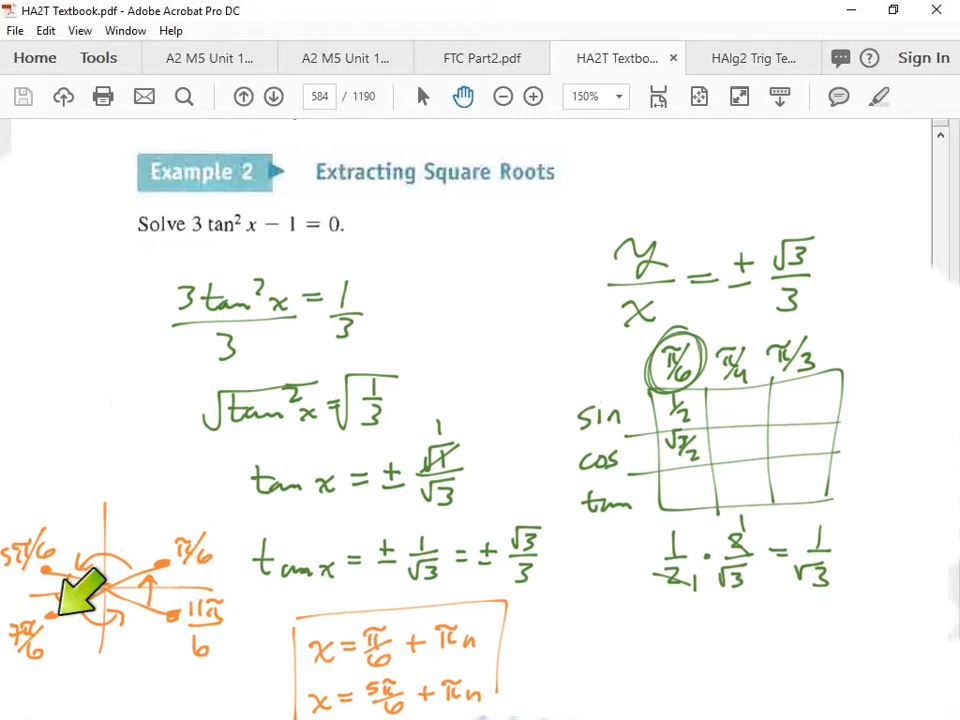 HA2T Textbook.pdf - Adobe Acrobat Pro DC
File Edit View Window Help
Home Tools A2 M5 Unit 1... A2 M5 Unit 1... FTC Part2.pdf HA2T Textbo... × HAlg2 Trig Te... Sign In
584 / 1190 150%
Example 2 Extracting Square Roots
Solve 3 tan² x − 1 = 0.
3tan²x / 3 = 1/3
√tan²x = √1/3
tan x = ± √1/√3
1
tan x = ± 1/√3 = ± √3/3
x = π/6 + πn
x = 5π/6 + πn
y/x = ± √3/3
π/6 π/4 π/3
sin 1/2
cos √3/2
tan
1/2 · 2/√3 = 1/√3
1 1
5π/6 π/6
7π/6 11π/6